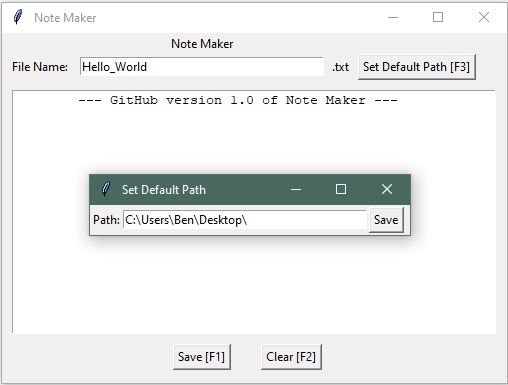 Note Maker
Note Maker
File Name: Hello_World .txt Set Default Path [F3]
--- GitHub version 1.0 of Note Maker ---
Set Default Path
Path: C:\Users\Ben\Desktop\ Save
Save [F1] Clear [F2]